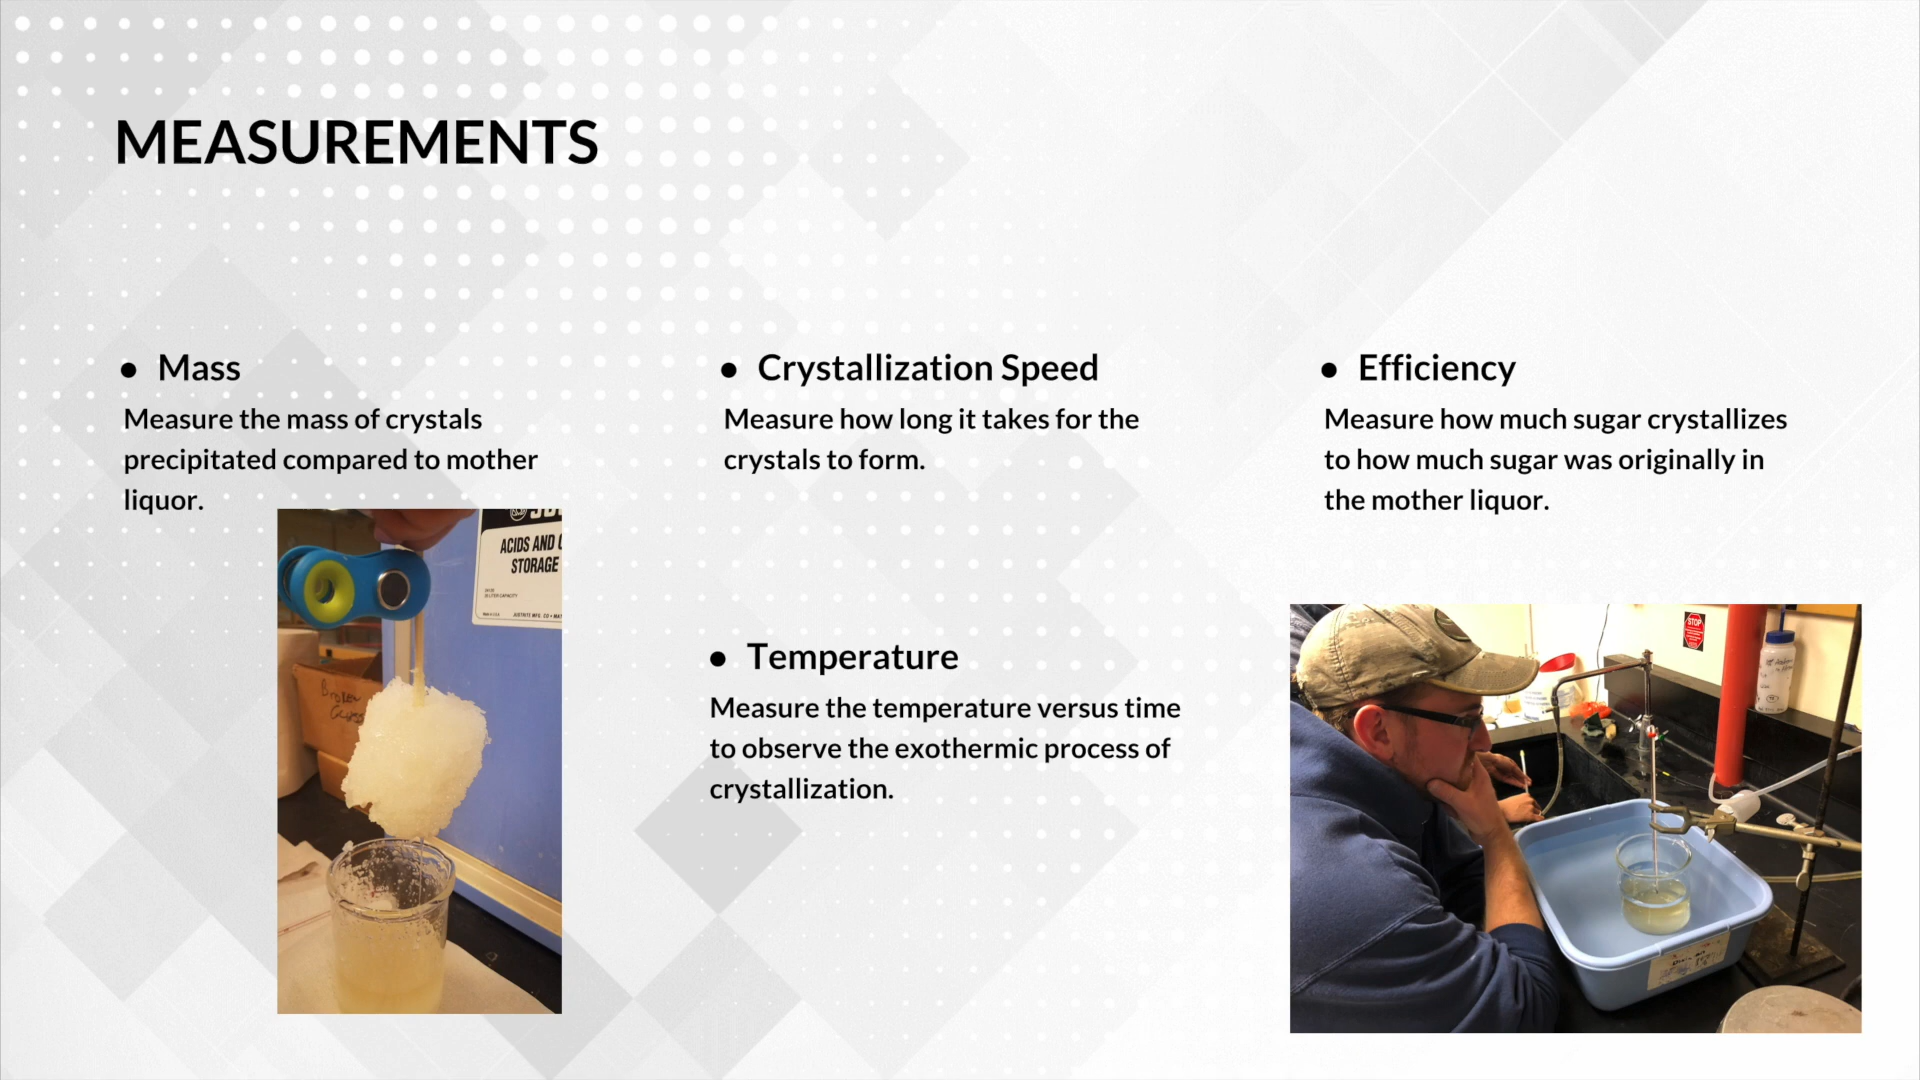 MEASUREMENTS
● Mass
Measure the mass of crystals
precipitated compared to mother
liquor.
● Crystallization Speed
Measure how long it takes for the
crystals to form.
● Efficiency
Measure how much sugar crystallizes
to how much sugar was originally in
the mother liquor.
● Temperature
Measure the temperature versus time
to observe the exothermic process of
crystallization.
ACIDS AND
STORAGE
Broken
STOP